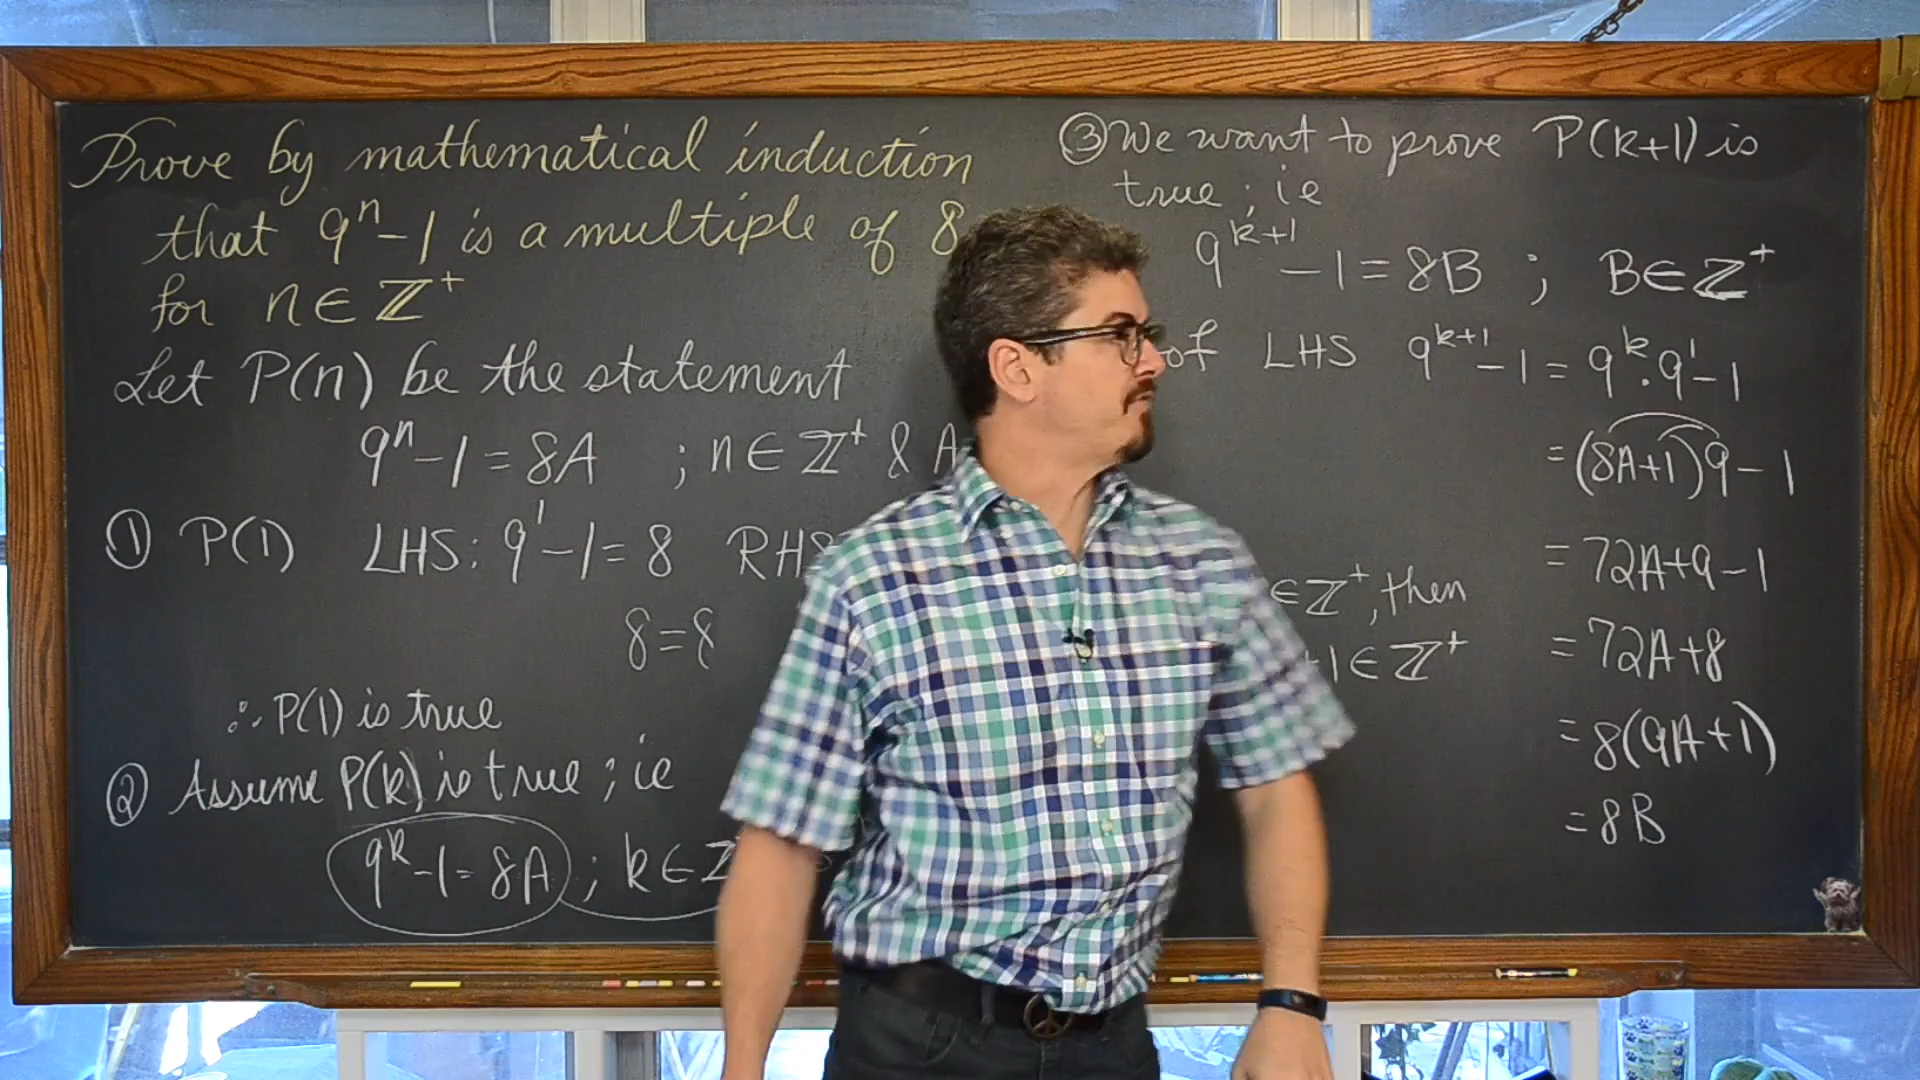 Prove by mathematical induction
that 9ⁿ-1 is a multiple of 8
for n∈ℤ⁺
Let P(n) be the statement
9ⁿ-1=8A ; n∈ℤ⁺ & A
① P(1) LHS: 9¹-1=8 RHS
8=8
∴ P(1) is true
② Assume P(k) is true ; ie
9ᵏ-1=8A ; k∈ℤ
③ We want to prove P(k+1) is
true ; ie
9ᵏ⁺¹-1=8B ; B∈ℤ⁺
of LHS 9ᵏ⁺¹-1=9ᵏ·9¹-1
=(8A+1)9-1
=72A+9-1
∈ℤ⁺, then
+1∈ℤ⁺
=72A+8
=8(9A+1)
=8B